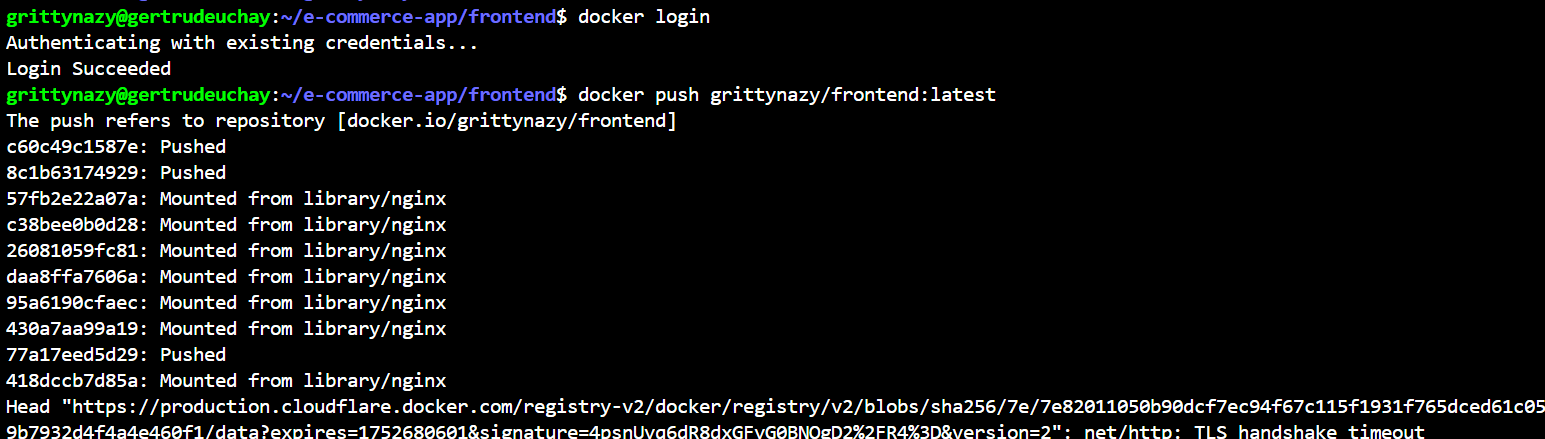 grittynazy@gertrudeuchay:~/e-commerce-app/frontend$ docker login
Authenticating with existing credentials...
Login Succeeded
grittynazy@gertrudeuchay:~/e-commerce-app/frontend$ docker push grittynazy/frontend:latest
The push refers to repository [docker.io/grittynazy/frontend]
c60c49c1587e: Pushed
8c1b63174929: Pushed
57fb2e22a07a: Mounted from library/nginx
c38bee0b0d28: Mounted from library/nginx
26081059fc81: Mounted from library/nginx
daa8ffa7606a: Mounted from library/nginx
95a6190cfaec: Mounted from library/nginx
430a7aa99a19: Mounted from library/nginx
77a17eed5d29: Pushed
418dccb7d85a: Mounted from library/nginx
Head "https://production.cloudflare.docker.com/registry-v2/docker/registry/v2/blobs/sha256/7e/7e82011050b90dcf7ec94f67c115f1931f765dced61c05
9b7932d4f4a4e460f1/data?expires=1752680601&signature=4psnUyq6dR8dxGFyG0BNOgD2%2FR4%3D&version=2": net/http: TLS handshake timeout